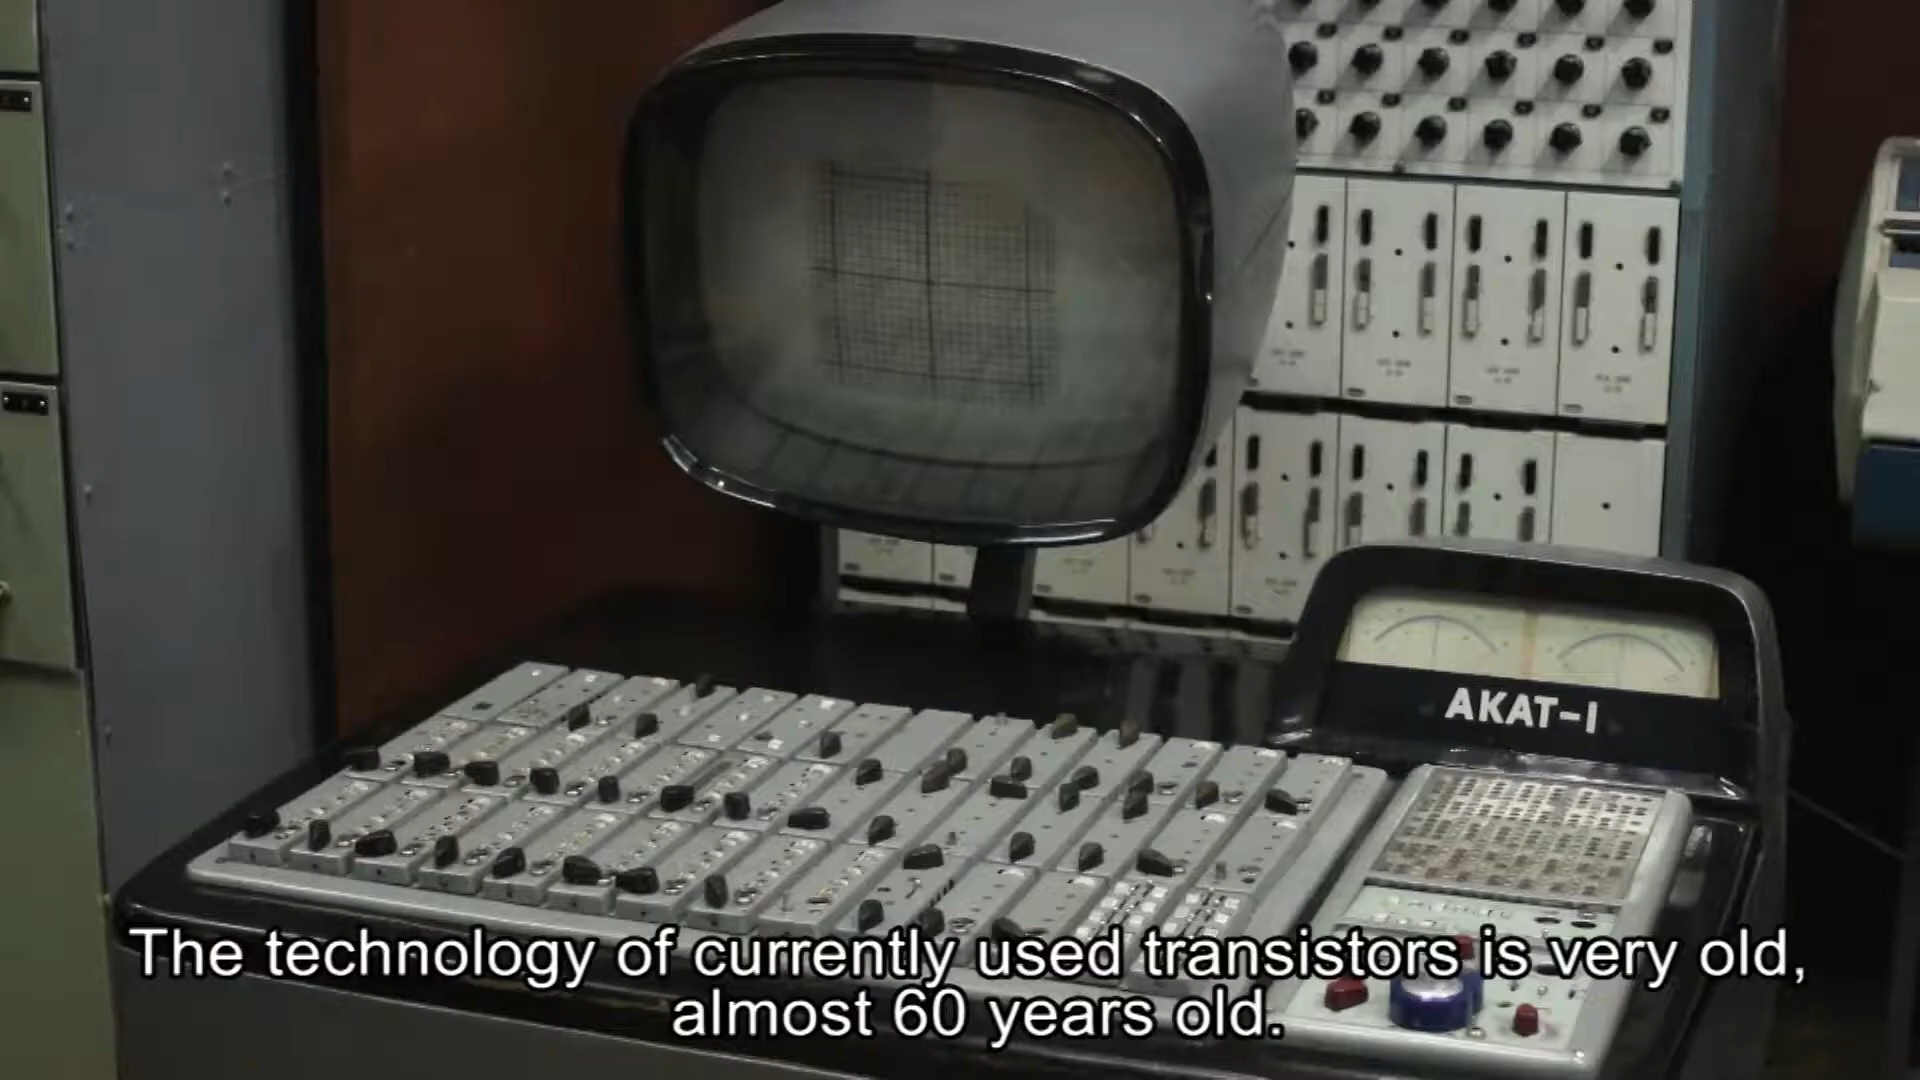 AKAT-1
The technology of currently used transistors is very old,
almost 60 years old.